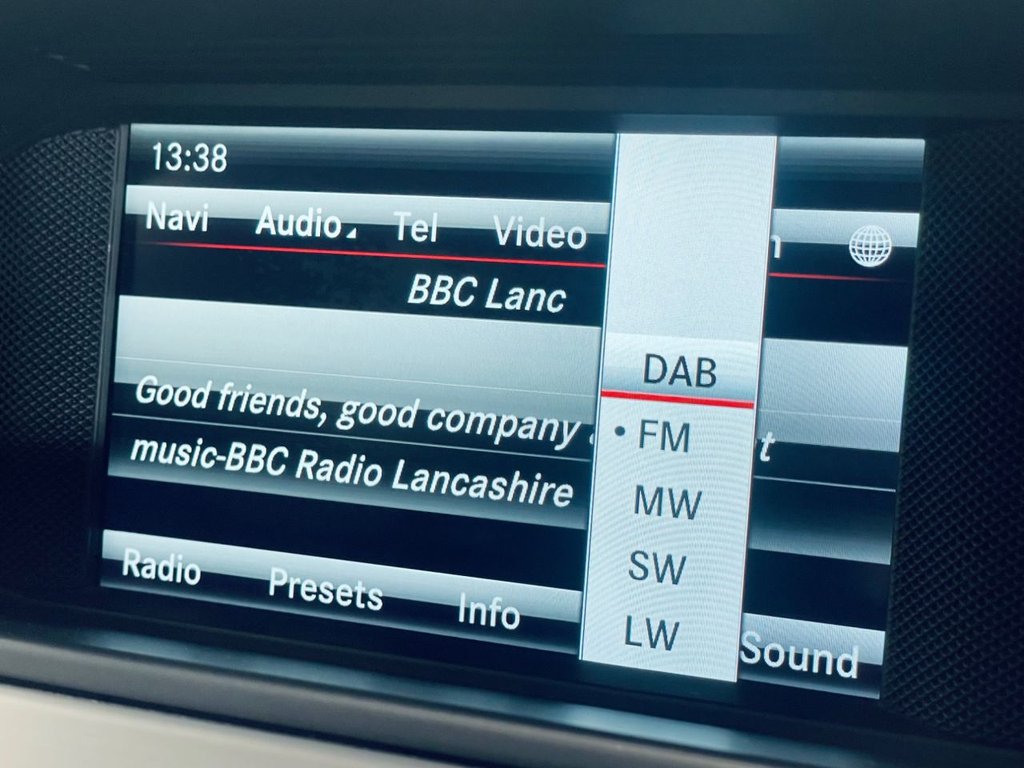 13:38
Navi Audio Tel Video
BBC Lanc
Good friends, good company
music-BBC Radio Lancashire
DAB
• FM
MW
SW
LW
Radio Presets Info Sound